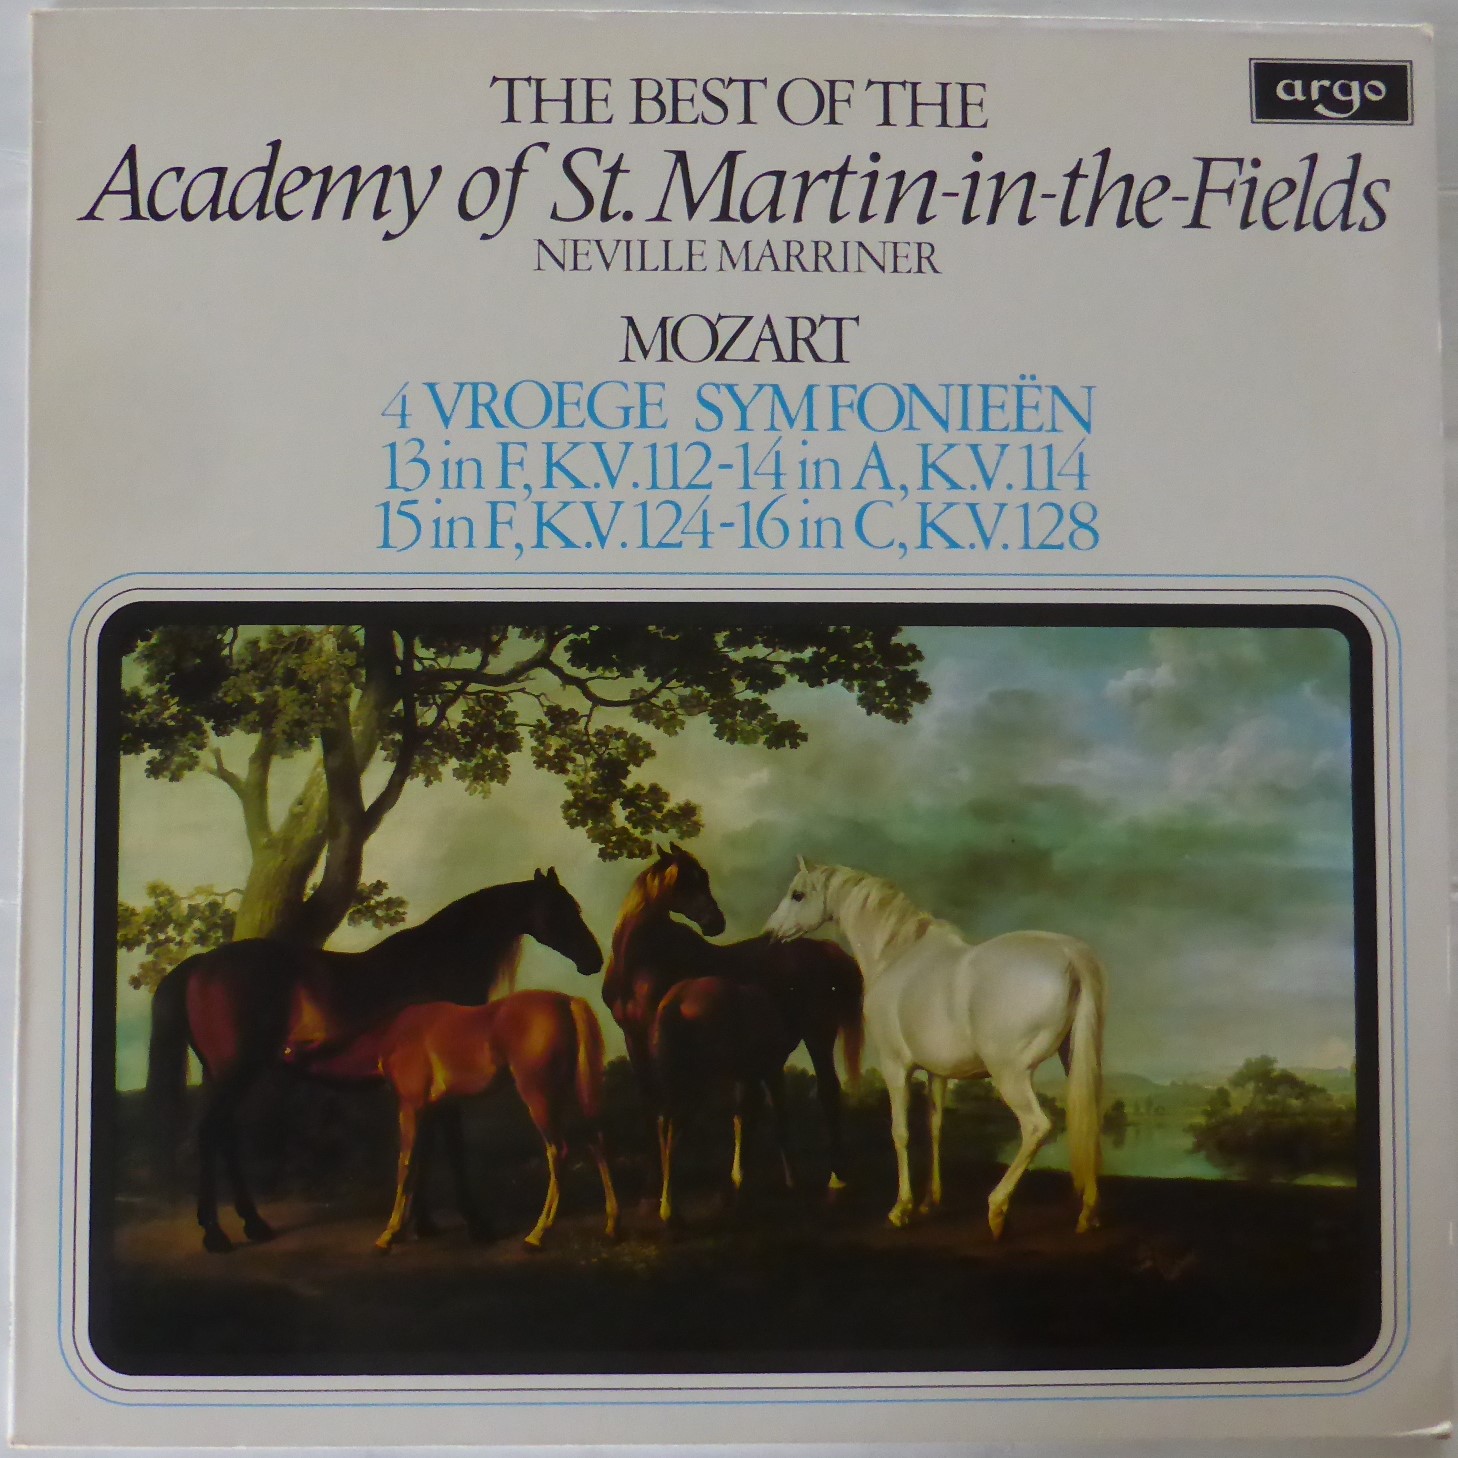 argo
THE BEST OF THE
Academy of St. Martin-in-the-Fields
NEVILLE MARRINER
MOZART
4 VROEGE SYMFONIEËN
13 in F, K.V.112-14 in A, K.V.114
15 in F, K.V.124-16 in C, K.V.128